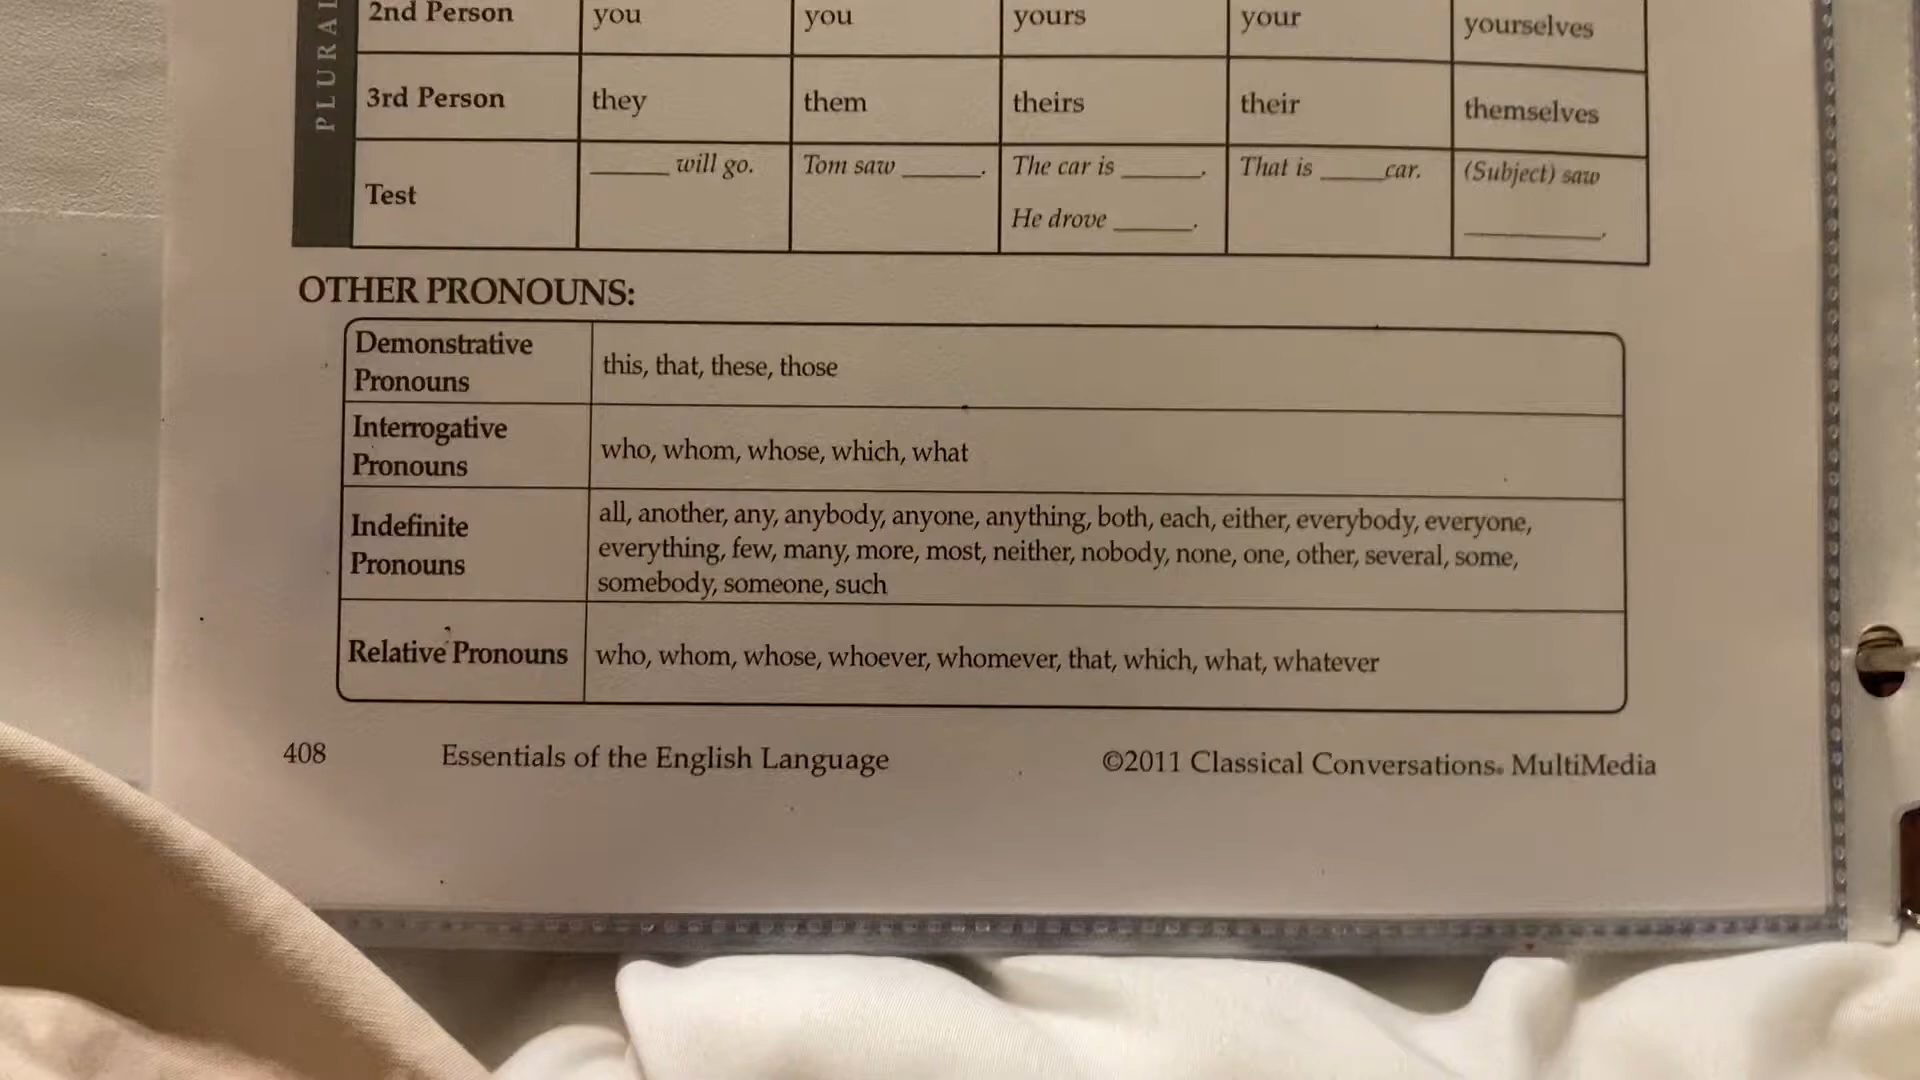 PLURAL
2nd Person you you yours your yourselves
3rd Person they them theirs their themselves
Test ______ will go. Tom saw ______. The car is ______. That is _____car. (Subject) saw
He drove ______. __________.
OTHER PRONOUNS:
Demonstrative
Pronouns
this, that, these, those
Interrogative
Pronouns
who, whom, whose, which, what
Indefinite
Pronouns
all, another, any, anybody, anyone, anything, both, each, either, everybody, everyone,
everything, few, many, more, most, neither, nobody, none, one, other, several, some,
somebody, someone, such
Relative Pronouns who, whom, whose, whoever, whomever, that, which, what, whatever
408 Essentials of the English Language ©2011 Classical Conversations® MultiMedia